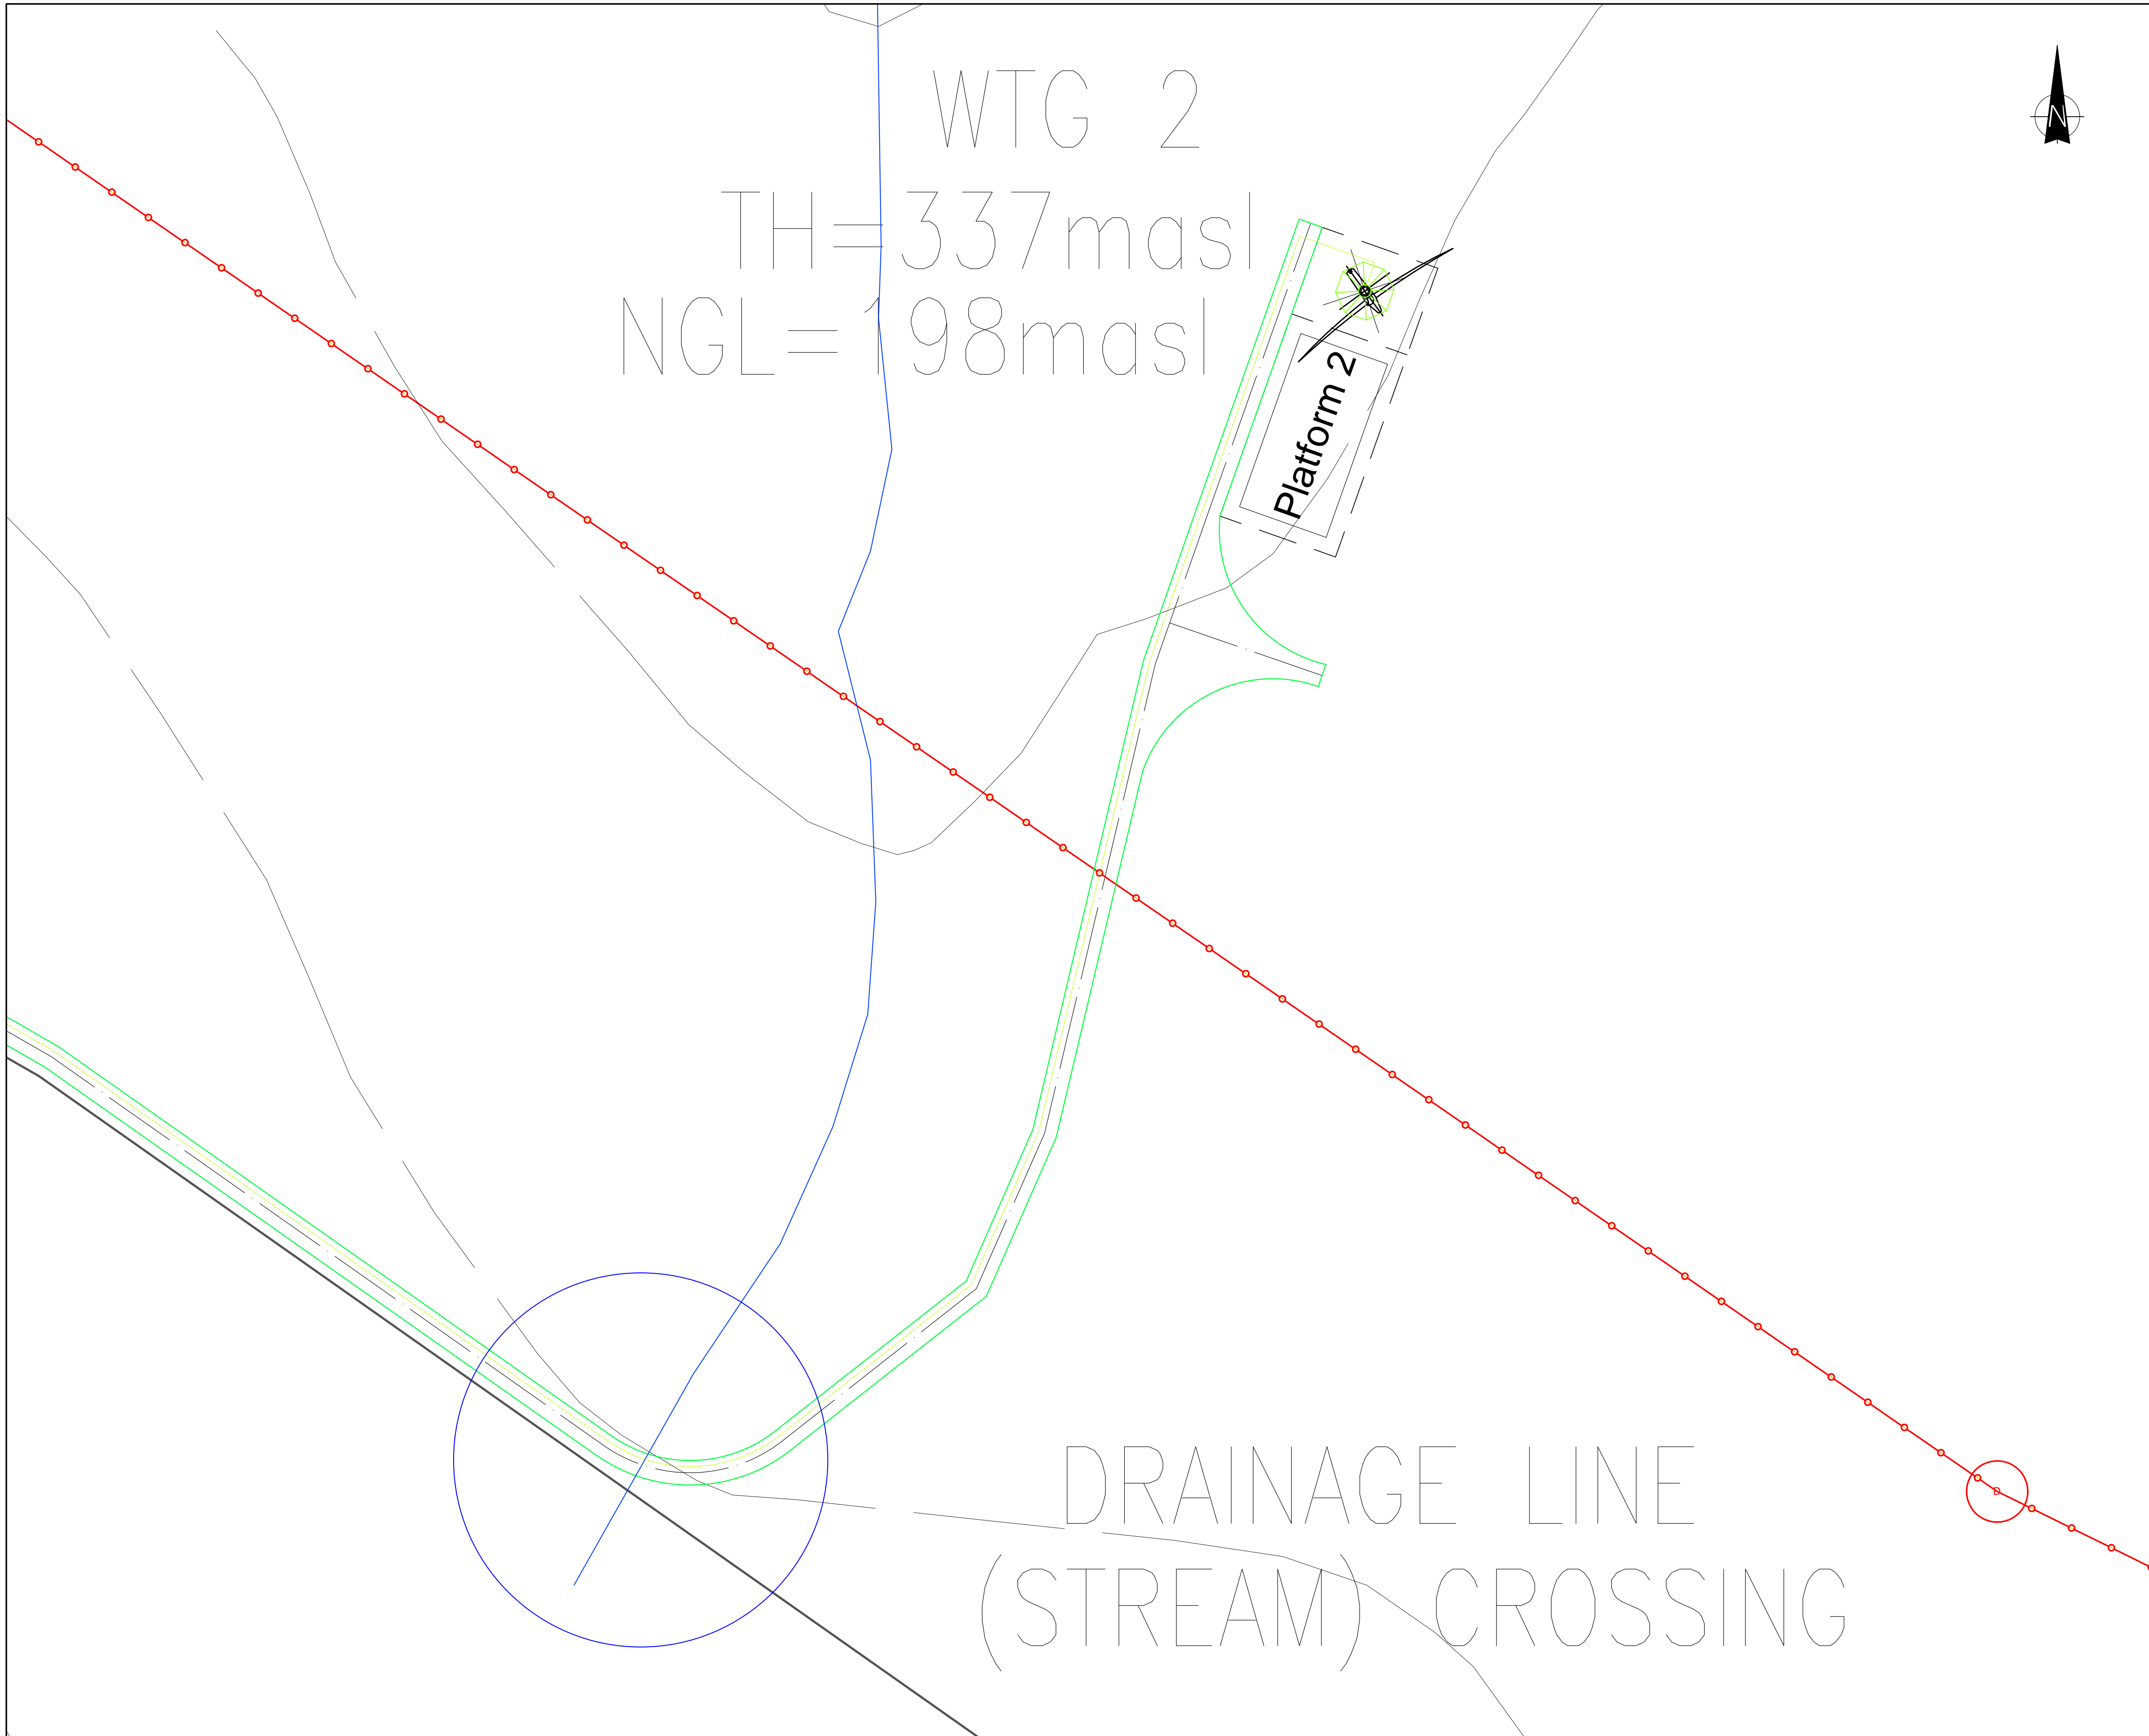 WTG 2
TH=337masl
NGL=198masl
N
Platform 2
DRAINAGE LINE
(STREAM) CROSSING